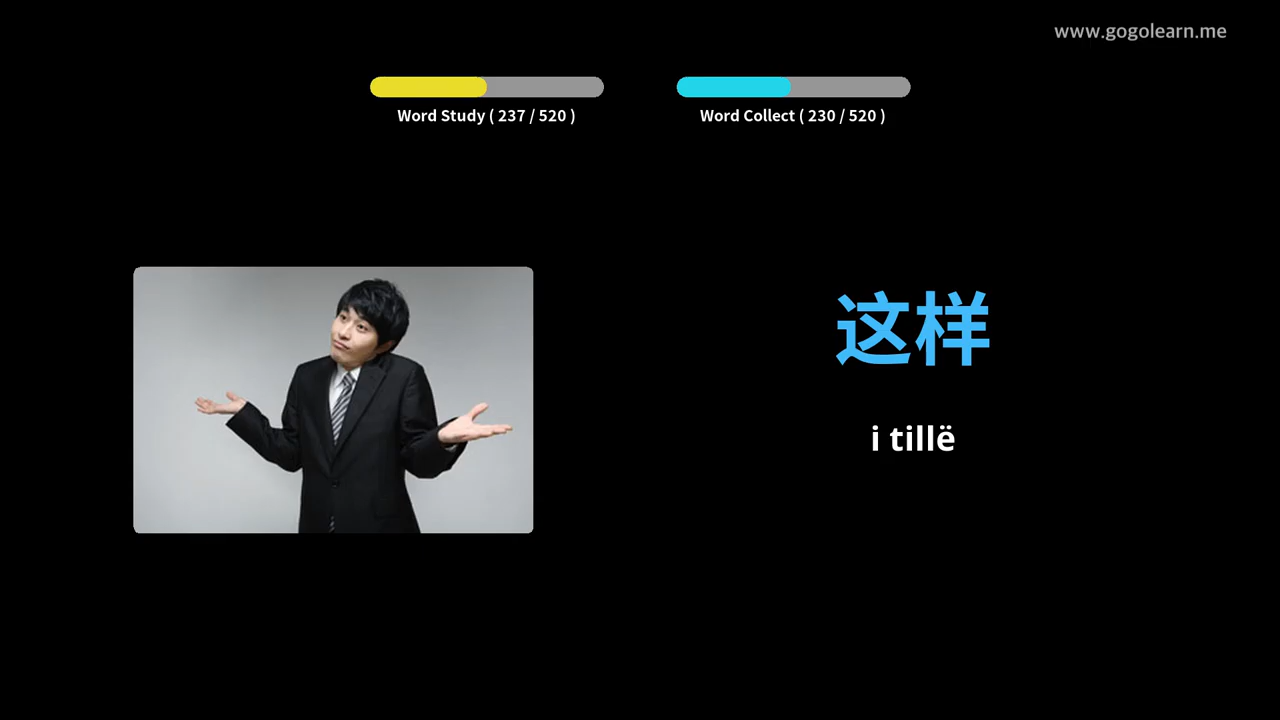 www.gogolearn.me
Word Study ( 237 / 520 )
Word Collect ( 230 / 520 )
这样
i tillë